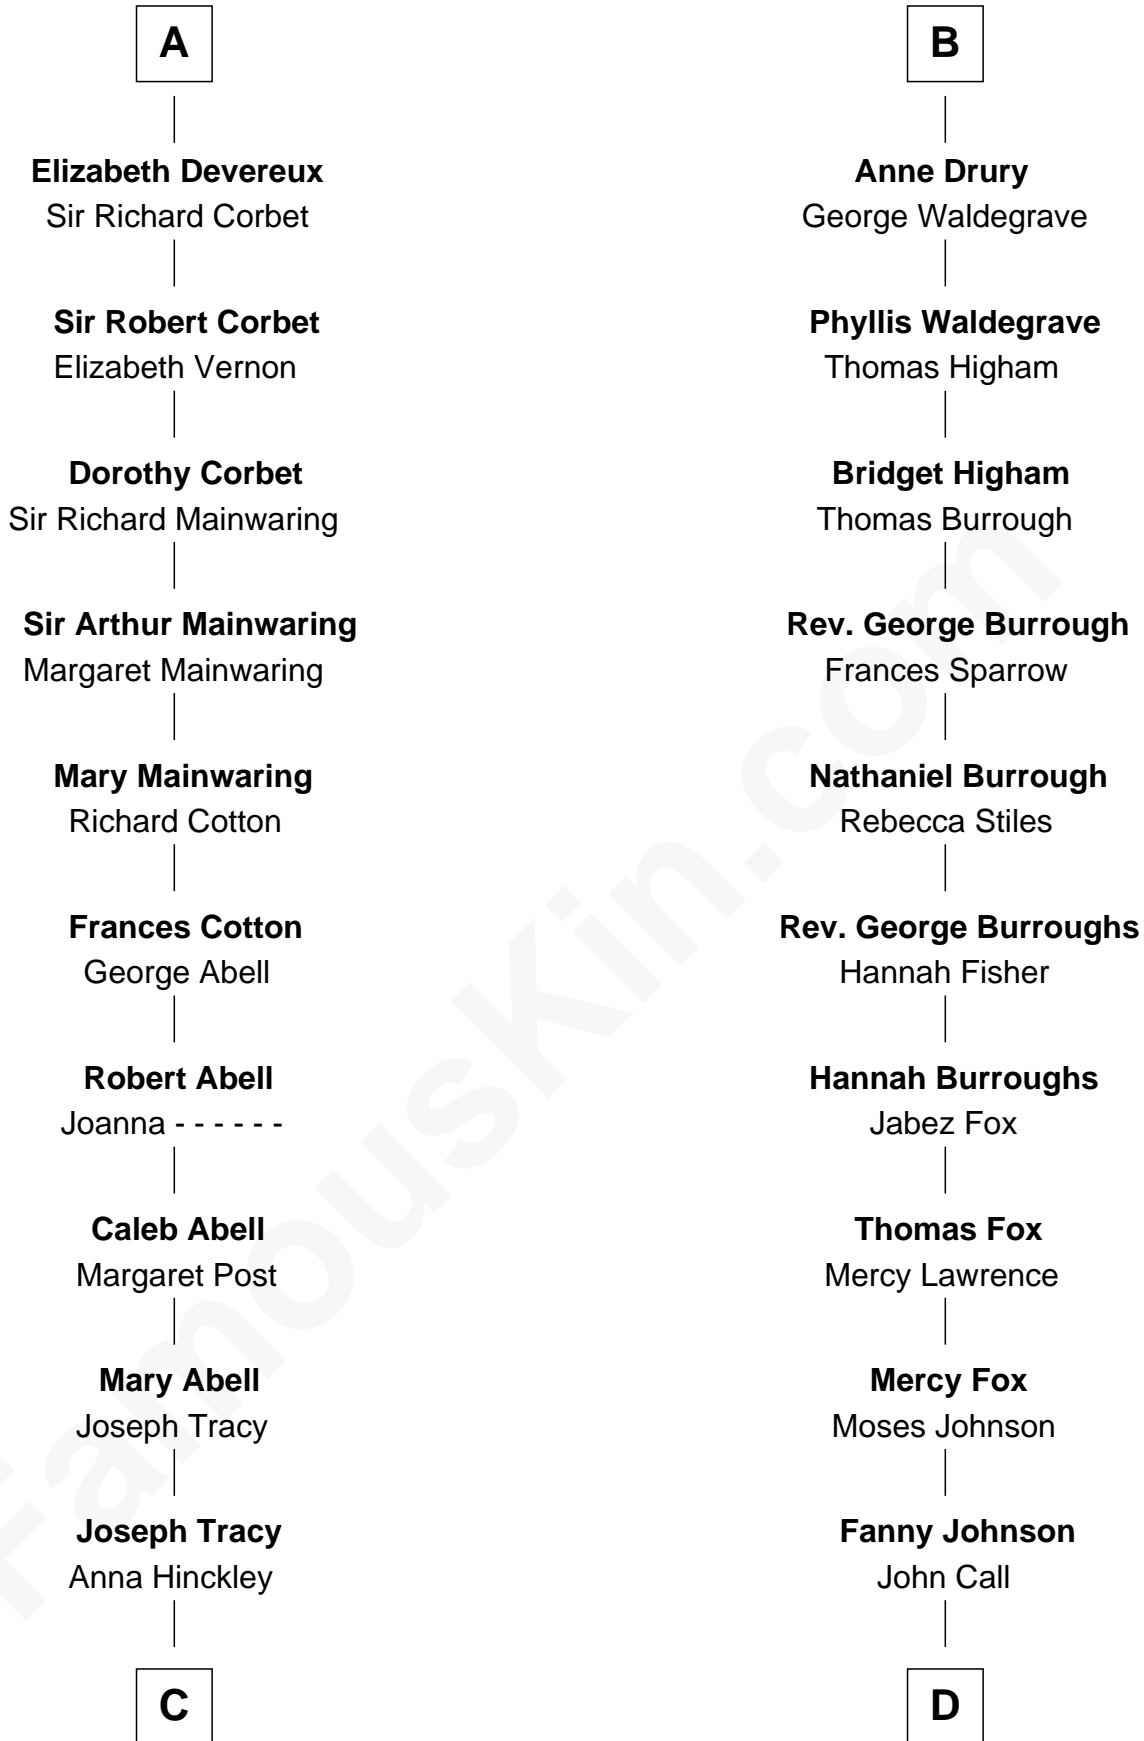 A
Elizabeth Devereux
Sir Richard Corbet
Sir Robert Corbet
Elizabeth Vernon
Dorothy Corbet
Sir Richard Mainwaring
Sir Arthur Mainwaring
Margaret Mainwaring
Mary Mainwaring
Richard Cotton
Frances Cotton
George Abell
Robert Abell
Joanna - - - - - -
Caleb Abell
Margaret Post
Mary Abell
Joseph Tracy
Joseph Tracy
Anna Hinckley
C
B
Anne Drury
George Waldegrave
Phyllis Waldegrave
Thomas Higham
Bridget Higham
Thomas Burrough
Rev. George Burrough
Frances Sparrow
Nathaniel Burrough
Rebecca Stiles
Rev. George Burroughs
Hannah Fisher
Hannah Burroughs
Jabez Fox
Thomas Fox
Mercy Lawrence
Mercy Fox
Moses Johnson
Fanny Johnson
John Call
D
FamousKin.com